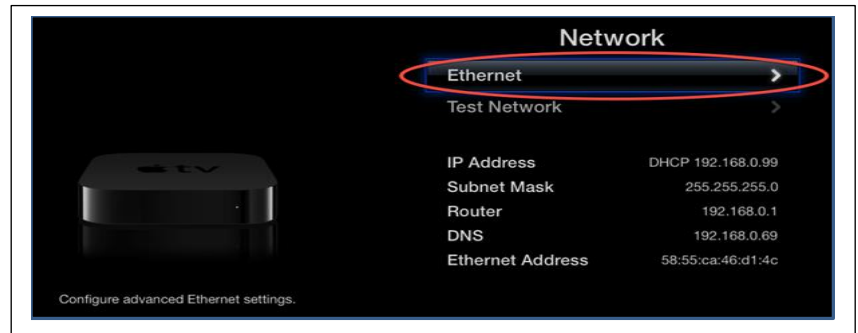 Network
Ethernet
Test Network
tv
IP Address DHCP 192.168.0.99
Subnet Mask 255.255.255.0
Router 192.168.0.1
DNS 192.168.0.69
Ethernet Address 58:55:ca:46:d1:4c
Configure advanced Ethernet settings.